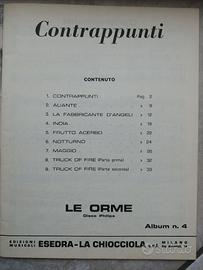 Contrappunti
CONTENUTO
1. CONTRAPPUNTI Pag. 2
2. ALIANTE » 9
3. LA FABBRICANTE D'ANGELI » 12
4. INDIA » 18
5. FRUTTO ACERBO » 22
6. NOTTURNO » 24
7. MAGGIO » 26
8. TRUCK OF FIRE (Parte prima) » 32
9. TRUCK OF FIRE (Parte seconda) » 33
LE ORME
Disco Philips
Album n. 4
EDIZIONI MUSICALI ESEDRA - LA CHIOCCIOLA s.r.l. MILANO